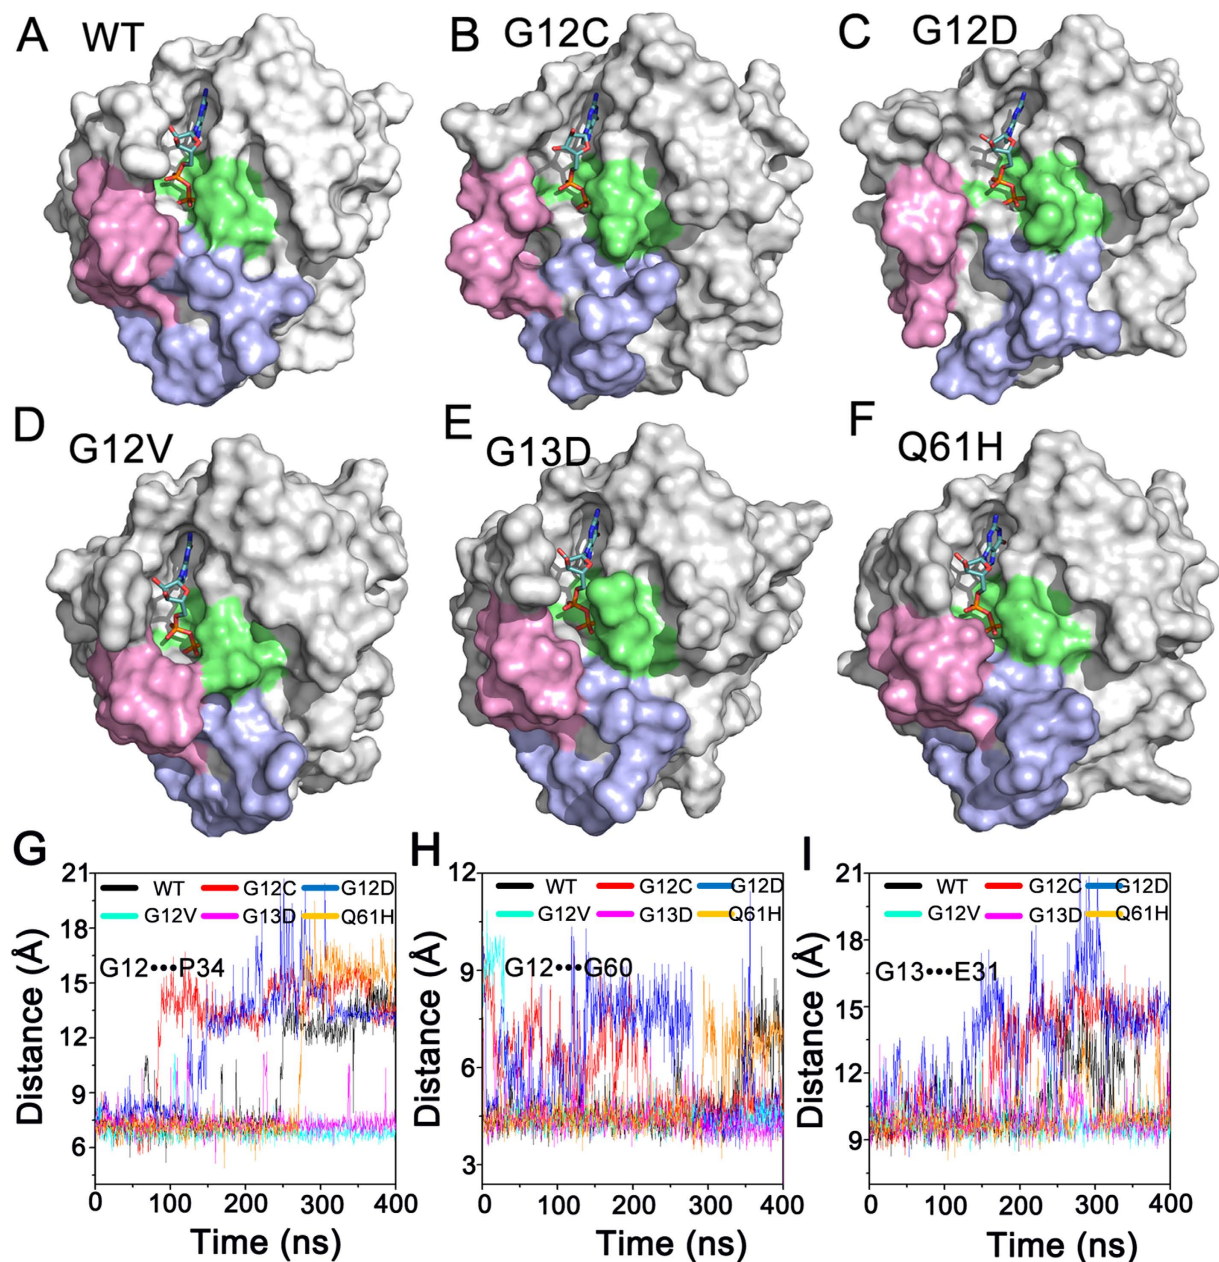 A WT
B G12C
C G12D
D G12V
E G13D
F Q61H
G
WT G12C G12D
G12V G13D Q61H
G12•••P34
Distance (Å)
21
18
15
12
9
6
0 100 200 300 400
Time (ns)
H
WT G12C G12D
G12V G13D Q61H
G12•••G60
Distance (Å)
12
9
6
3
0 100 200 300 400
Time (ns)
I
WT G12C G12D
G12V G13D Q61H
G13•••E31
Distance (Å)
21
18
15
12
9
0 100 200 300 400
Time (ns)